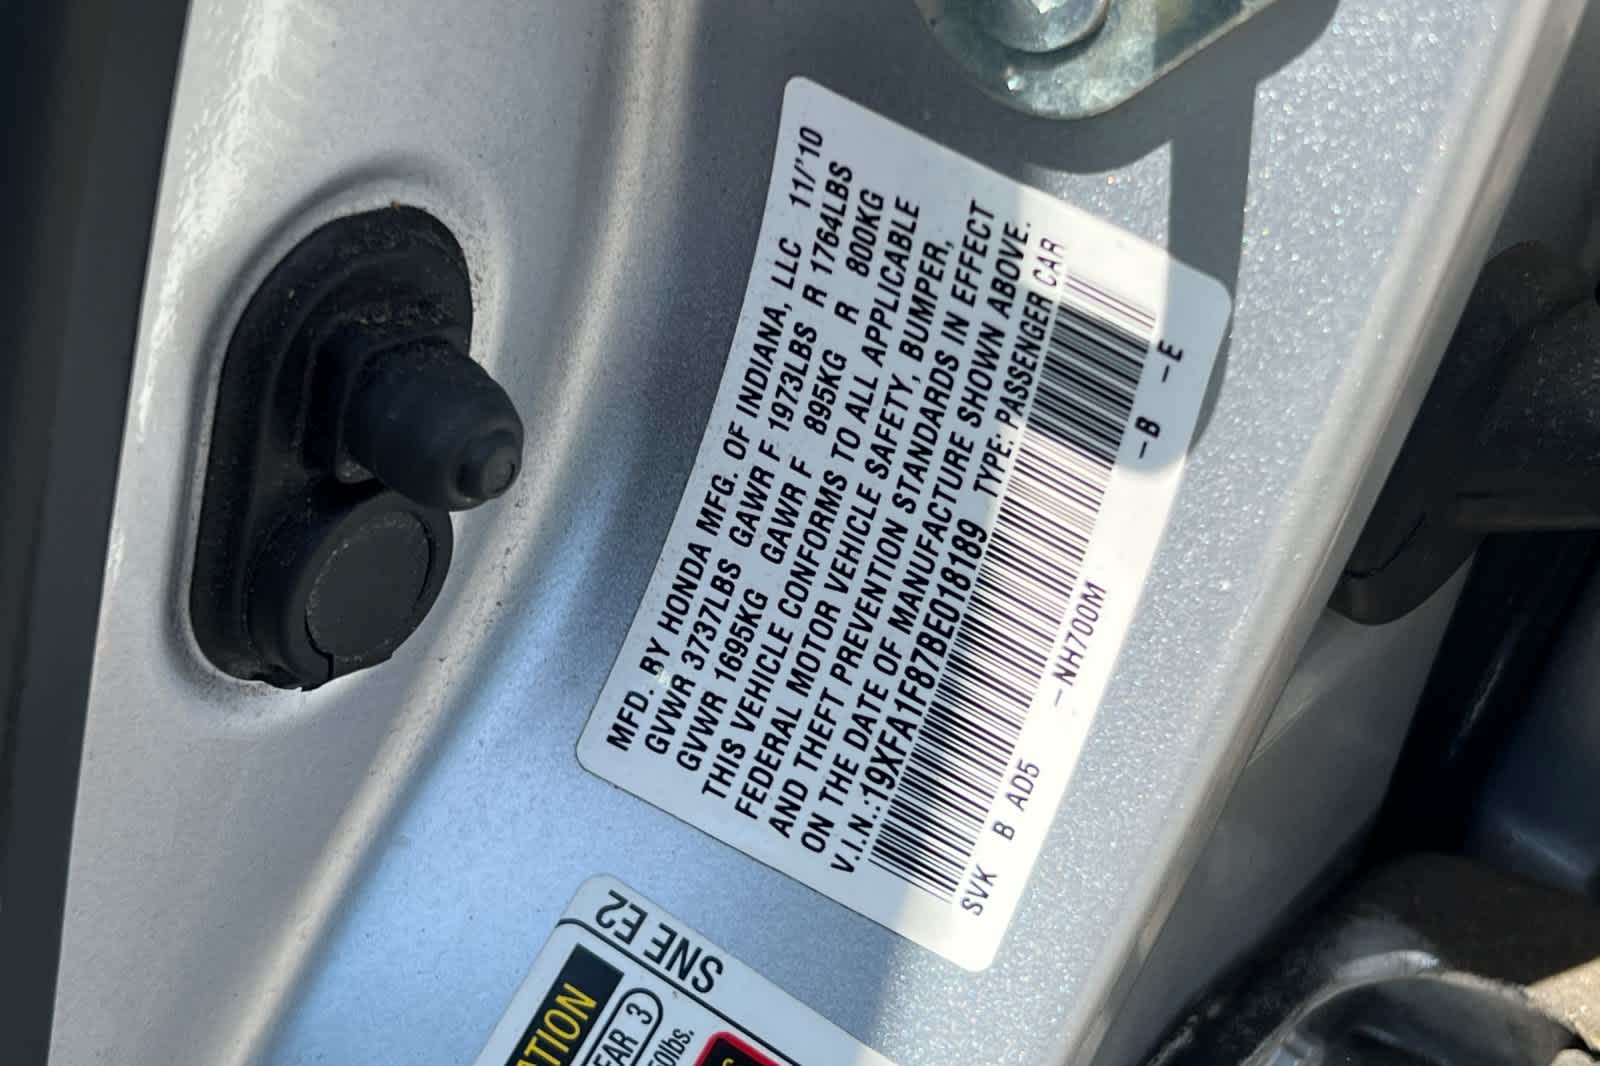 MFD. BY HONDA MFG. OF INDIANA, LLC 11/'10
GVWR 3737LBS GAWR F 1973LBS R 1764LBS
GVWR 1695KG GAWR F 895KG R 800KG
THIS VEHICLE CONFORMS TO ALL APPLICABLE
FEDERAL MOTOR VEHICLE SAFETY, BUMPER,
AND THEFT PREVENTION STANDARDS IN EFFECT
ON THE DATE OF MANUFACTURE SHOWN ABOVE.
V.I.N.:19XFA1F87BE018189 TYPE: PASSENGER CAR
SVK B AD5 -NH700M -B -E
SNE E2
3